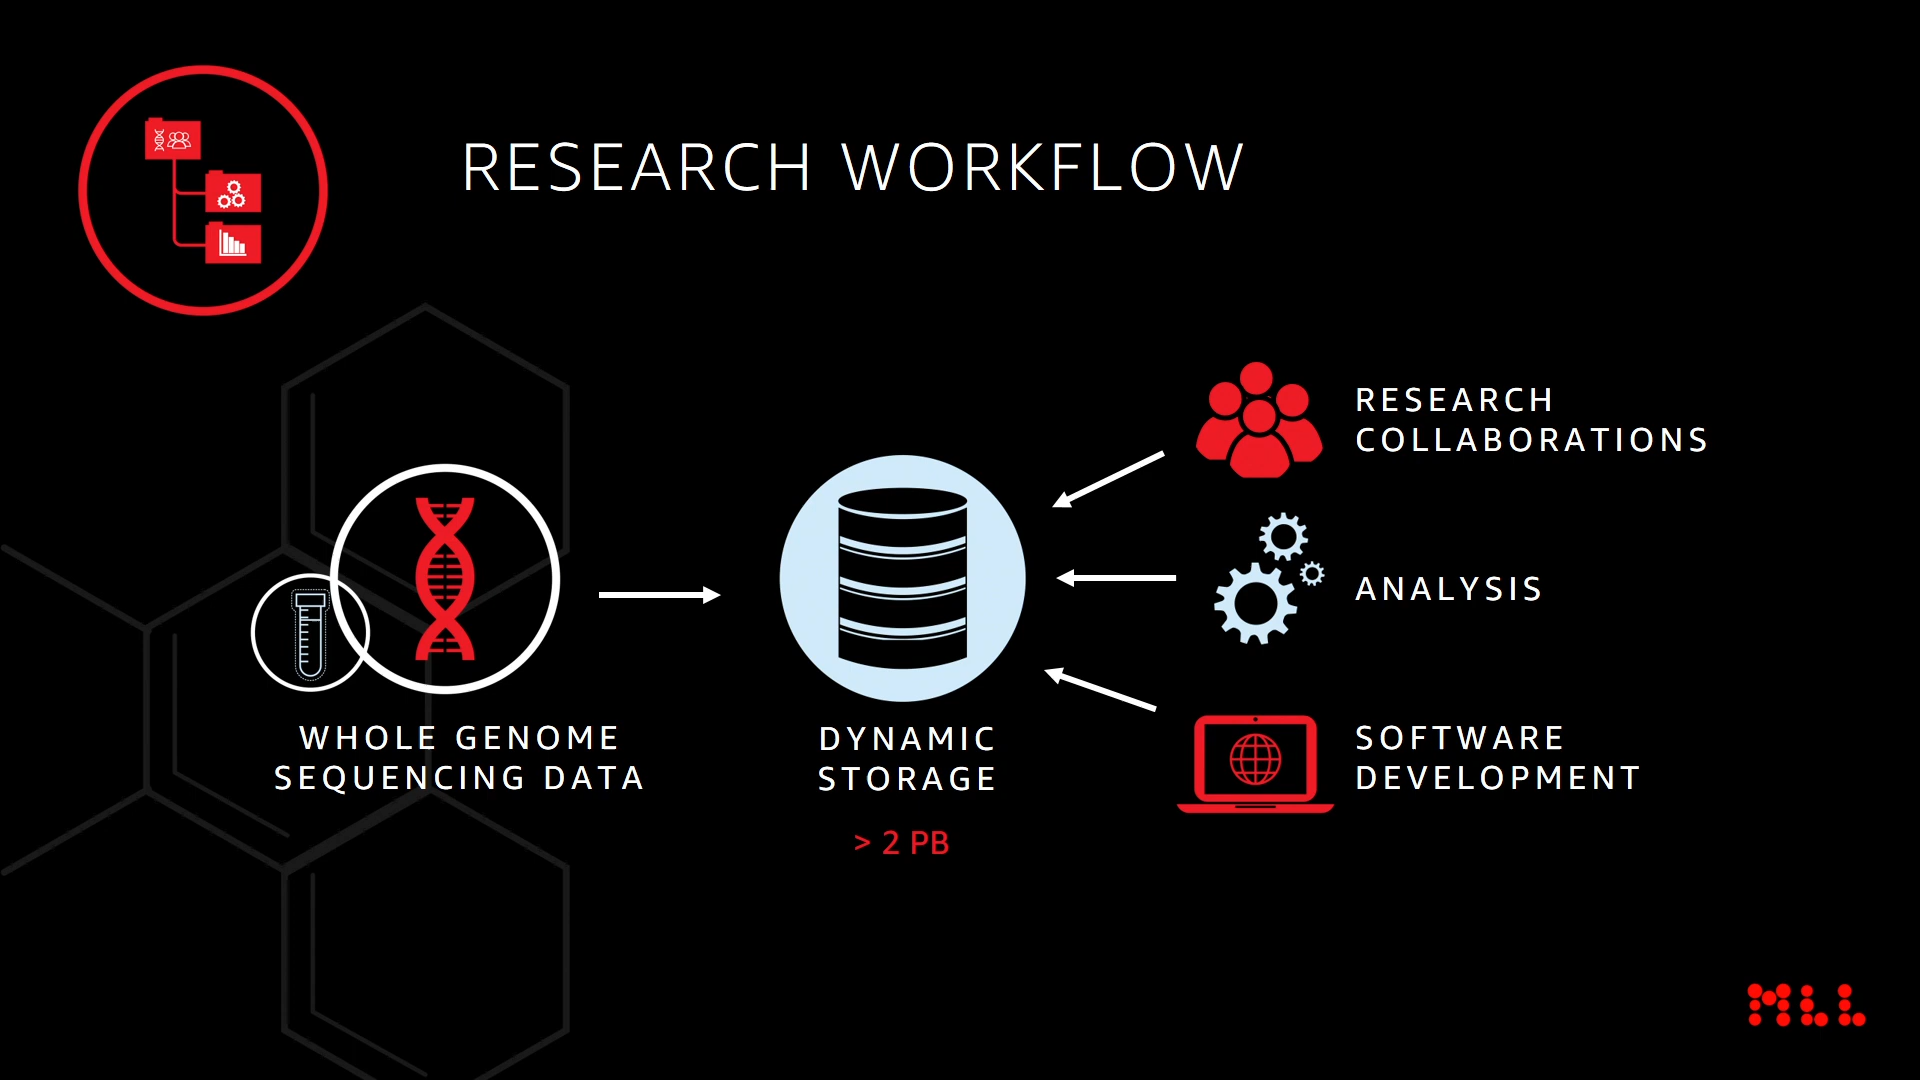 RESEARCH WORKFLOW
WHOLE GENOME
SEQUENCING DATA
DYNAMIC
STORAGE
> 2 PB
RESEARCH
COLLABORATIONS
ANALYSIS
SOFTWARE
DEVELOPMENT
MLL